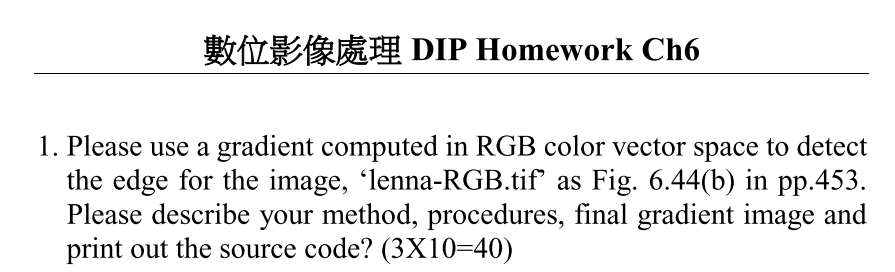 數位影像處理 DIP Homework Ch6
1. Please use a gradient computed in RGB color vector space to detect
the edge for the image, ‘lenna-RGB.tif’ as Fig. 6.44(b) in pp.453.
Please describe your method, procedures, final gradient image and
print out the source code? (3X10=40)